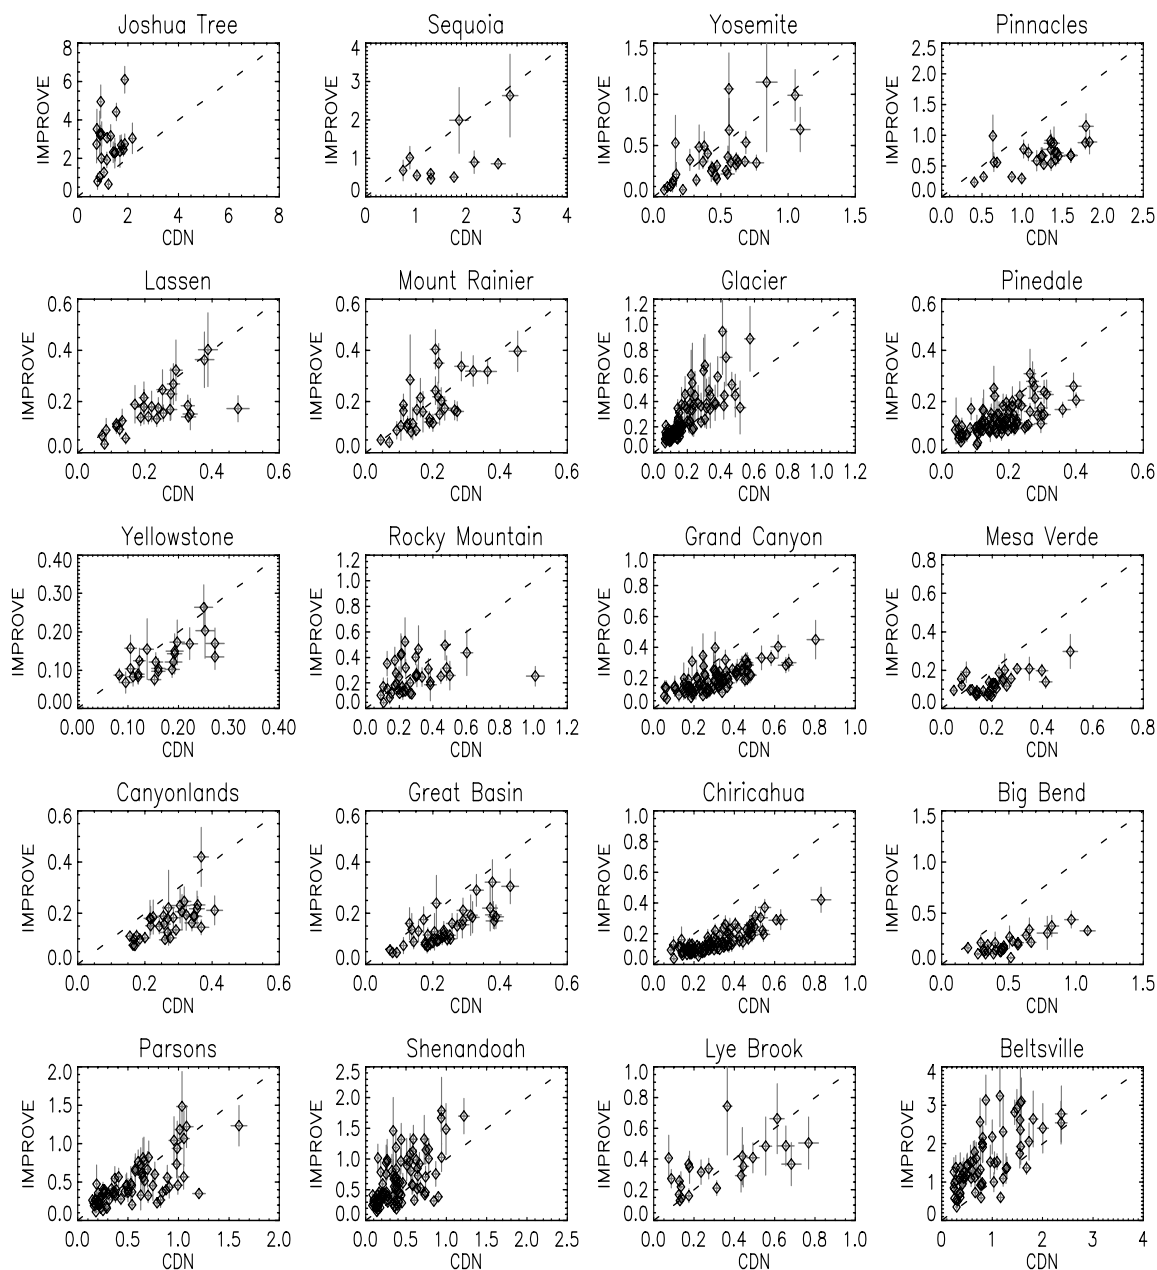 Joshua Tree
8
6
4
2
0
IMPROVE
0 2 4 6 8
CDN
Sequoia
4
3
2
1
0
IMPROVE
0 1 2 3 4
CDN
Yosemite
1.5
1.0
0.5
0.0
IMPROVE
0.0 0.5 1.0 1.5
CDN
Pinnacles
2.5
2.0
1.5
1.0
0.5
0.0
IMPROVE
0.0 0.5 1.0 1.5 2.0 2.5
CDN
Lassen
0.6
0.4
0.2
0.0
IMPROVE
0.0 0.2 0.4 0.6
CDN
Mount Rainier
0.6
0.4
0.2
0.0
IMPROVE
0.0 0.2 0.4 0.6
CDN
Glacier
1.2
1.0
0.8
0.6
0.4
0.2
0.0
IMPROVE
0.0 0.2 0.4 0.6 0.8 1.0 1.2
CDN
Pinedale
0.6
0.4
0.2
0.0
IMPROVE
0.0 0.2 0.4 0.6
CDN
Yellowstone
0.40
0.30
0.20
0.10
0.00
IMPROVE
0.00 0.10 0.20 0.30 0.40
CDN
Rocky Mountain
1.2
1.0
0.8
0.6
0.4
0.2
0.0
IMPROVE
0.0 0.2 0.4 0.6 0.8 1.0 1.2
CDN
Grand Canyon
1.0
0.8
0.6
0.4
0.2
0.0
IMPROVE
0.0 0.2 0.4 0.6 0.8 1.0
CDN
Mesa Verde
0.8
0.6
0.4
0.2
0.0
IMPROVE
0.0 0.2 0.4 0.6 0.8
CDN
Canyonlands
0.6
0.4
0.2
0.0
IMPROVE
0.0 0.2 0.4 0.6
CDN
Great Basin
0.6
0.4
0.2
0.0
IMPROVE
0.0 0.2 0.4 0.6
CDN
Chiricahua
1.0
0.8
0.6
0.4
0.2
0.0
IMPROVE
0.0 0.2 0.4 0.6 0.8 1.0
CDN
Big Bend
1.5
1.0
0.5
0.0
IMPROVE
0.0 0.5 1.0 1.5
CDN
Parsons
2.0
1.5
1.0
0.5
0.0
IMPROVE
0.0 0.5 1.0 1.5 2.0
CDN
Shenandoah
2.5
2.0
1.5
1.0
0.5
0.0
IMPROVE
0.0 0.5 1.0 1.5 2.0 2.5
CDN
Lye Brook
1.0
0.8
0.6
0.4
0.2
0.0
IMPROVE
0.0 0.2 0.4 0.6 0.8 1.0
CDN
Beltsville
4
3
2
1
0
IMPROVE
0 1 2 3 4
CDN